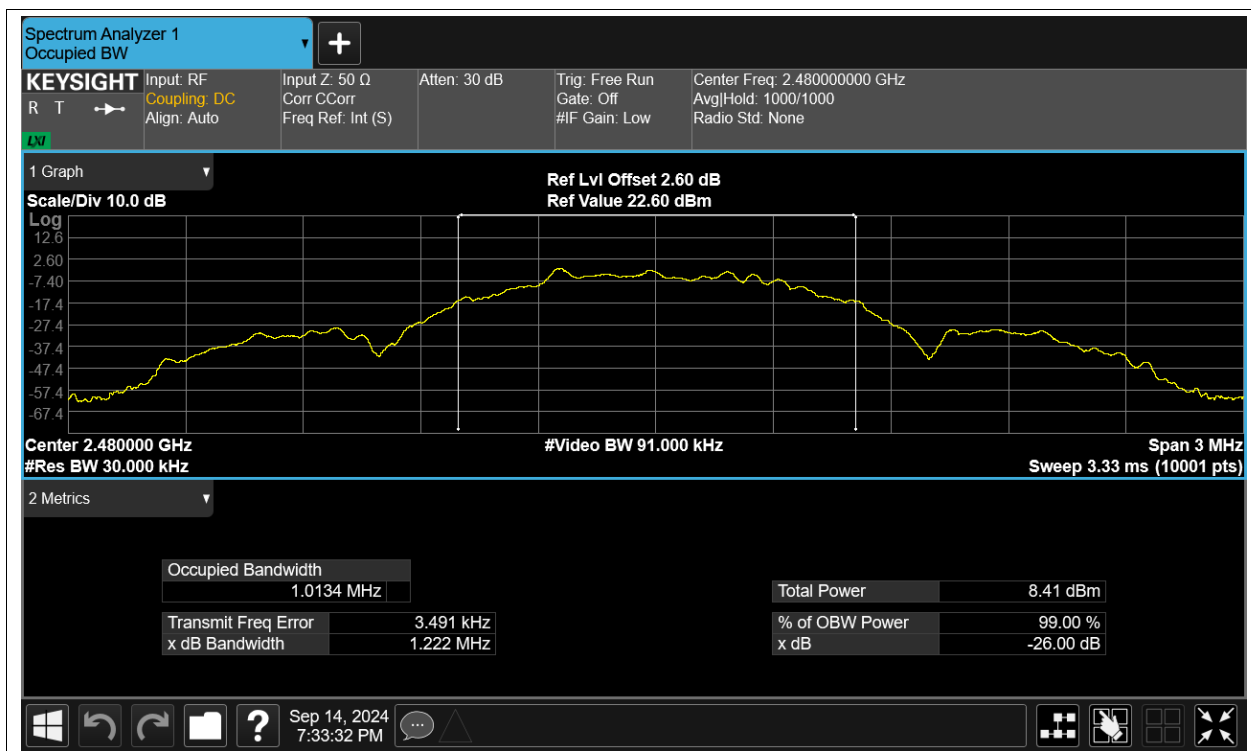 Spectrum Analyzer 1
Occupied BW
KEYSIGHT
R T
LXI
Input: RF
Coupling: DC
Align: Auto
Input Z: 50 Ω
Corr CCorr
Freq Ref: Int (S)
Atten: 30 dB
Trig: Free Run
Gate: Off
#IF Gain: Low
Center Freq: 2.480000000 GHz
Avg|Hold: 1000/1000
Radio Std: None
1 Graph
Ref Lvl Offset 2.60 dB
Scale/Div 10.0 dB
Ref Value 22.60 dBm
Log
12.6
2.60
-7.40
-17.4
-27.4
-37.4
-47.4
-57.4
-67.4
Center 2.480000 GHz
#Video BW 91.000 kHz
Span 3 MHz
#Res BW 30.000 kHz
Sweep 3.33 ms (10001 pts)
2 Metrics
Occupied Bandwidth
1.0134 MHz
Transmit Freq Error 3.491 kHz
x dB Bandwidth 1.222 MHz
Total Power 8.41 dBm
% of OBW Power 99.00 %
x dB -26.00 dB
?
Sep 14, 2024
7:33:32 PM